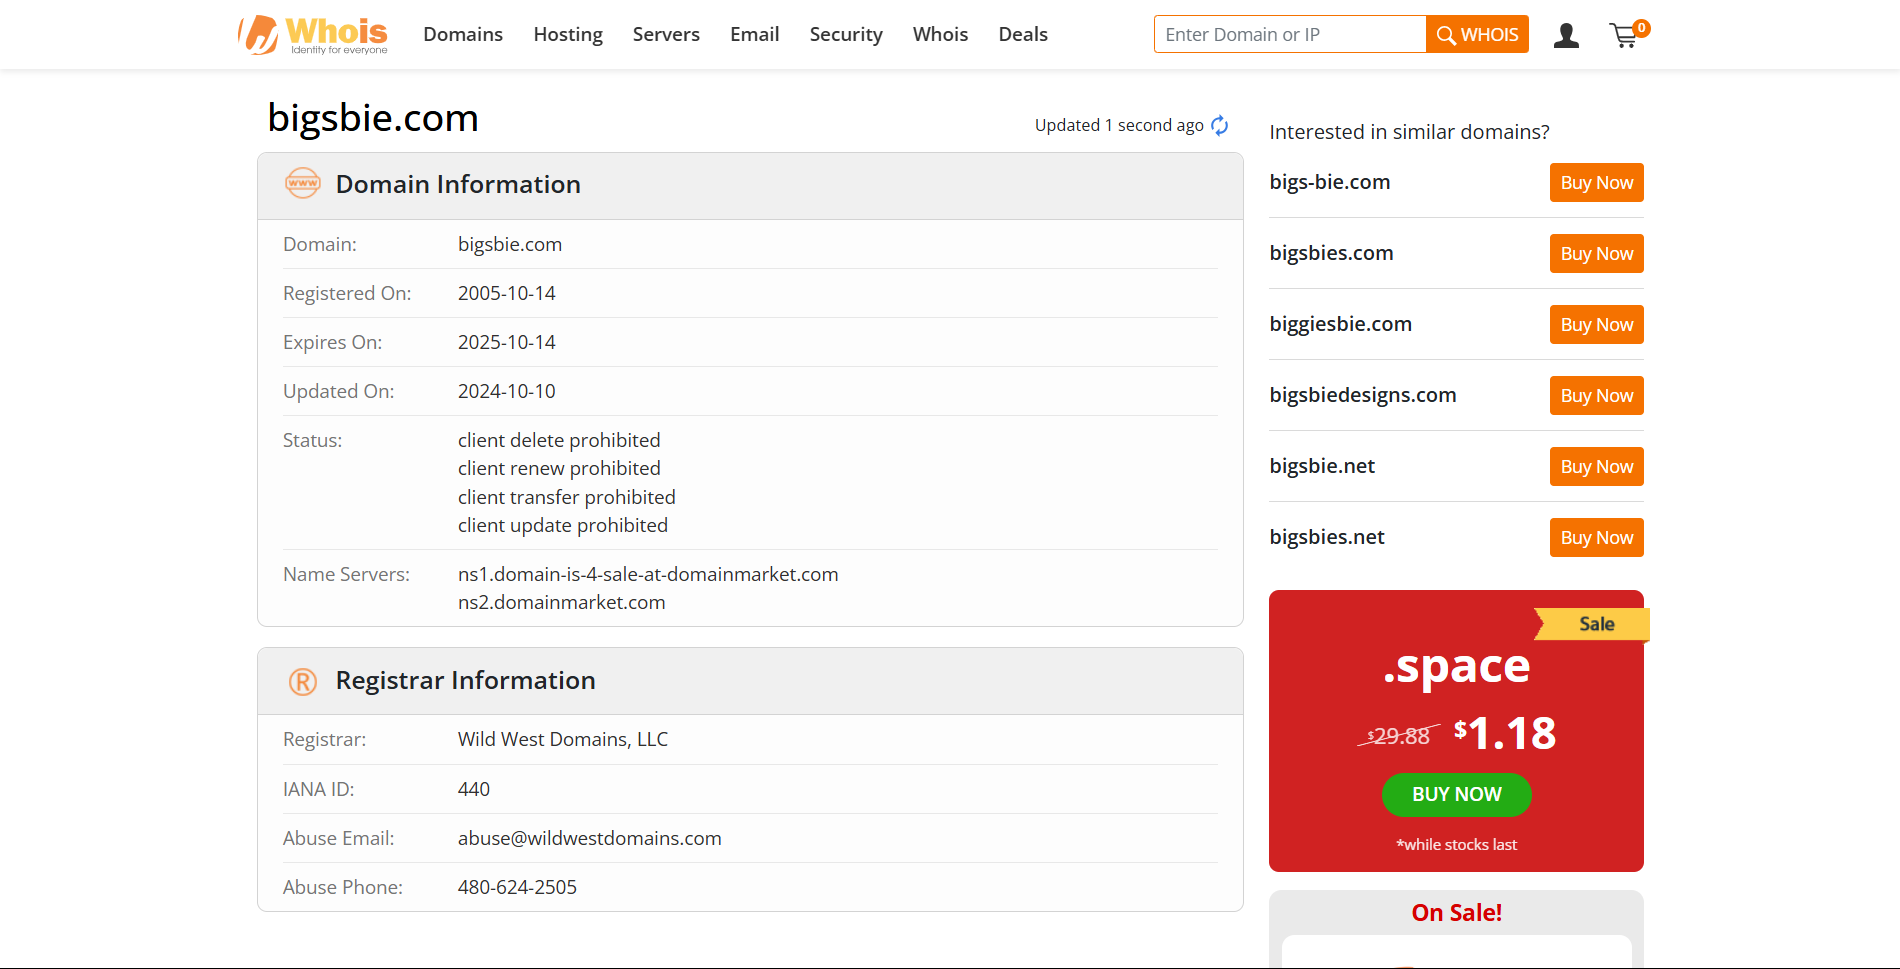 Whois
Identity for everyone
Domains Hosting Servers Email Security Whois Deals
Enter Domain or IP
WHOIS
0
bigsbie.com
Updated 1 second ago
www
Domain Information
Domain: bigsbie.com
Registered On: 2005-10-14
Expires On: 2025-10-14
Updated On: 2024-10-10
Status: client delete prohibited
client renew prohibited
client transfer prohibited
client update prohibited
Name Servers: ns1.domain-is-4-sale-at-domainmarket.com
ns2.domainmarket.com
® Registrar Information
Registrar: Wild West Domains, LLC
IANA ID: 440
Abuse Email: abuse@wildwestdomains.com
Abuse Phone: 480-624-2505
Interested in similar domains?
bigs-bie.com Buy Now
bigsbies.com Buy Now
biggiesbie.com Buy Now
bigsbiedesigns.com Buy Now
bigsbie.net Buy Now
bigsbies.net Buy Now
Sale
.space
$29.88 $1.18
BUY NOW
*while stocks last
On Sale!